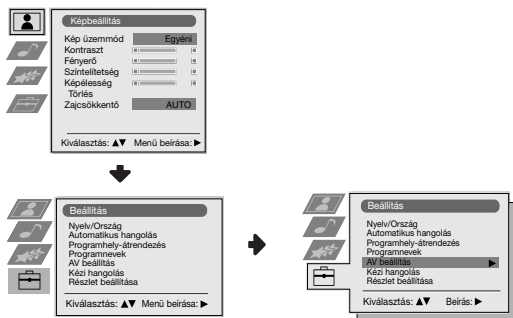 Képbeállítás
Kép üzemmód Egyéni
Kontraszt
Fényerő
Színtelítetség
Képélesség
Törlés
Zajcsökkentő AUTO
Kiválasztás: ▲▼ Menü beírása: ▶
Beállítás
Nyelv/Ország
Automatikus hangolás
Programhely-átrendezés
Programnevek
AV beállítás
Kézi hangolás
Részlet beállítása
Kiválasztás: ▲▼ Menü beírása: ▶
Beállítás
Nyelv/Ország
Automatikus hangolás
Programhely-átrendezés
Programnevek
AV beállítás ▶
Kézi hangolás
Részlet beállítása
Kiválasztás: ▲▼ Beírás: ▶